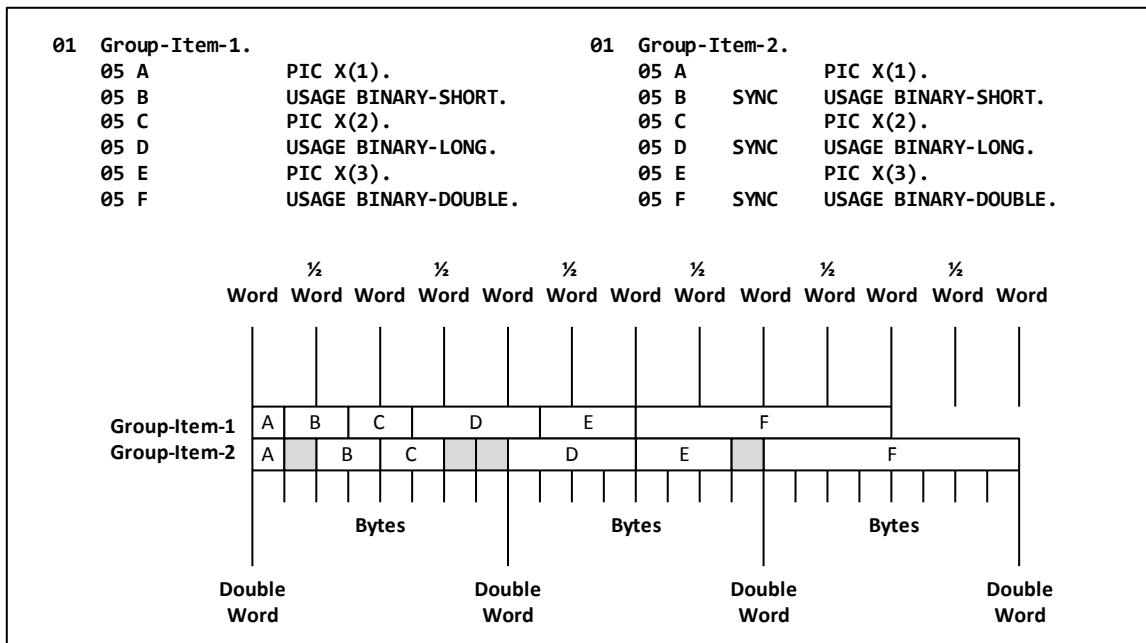 01 Group-Item-1. 01 Group-Item-2.
05 A PIC X(1). 05 A PIC X(1).
05 B USAGE BINARY-SHORT. 05 B SYNC USAGE BINARY-SHORT.
05 C PIC X(2). 05 C PIC X(2).
05 D USAGE BINARY-LONG. 05 D SYNC USAGE BINARY-LONG.
05 E PIC X(3). 05 E PIC X(3).
05 F USAGE BINARY-DOUBLE. 05 F SYNC USAGE BINARY-DOUBLE.
½ ½ ½ ½ ½ ½
Word Word Word Word Word Word Word Word Word Word Word Word Word
Group-Item-1 A B C D E F
Group-Item-2 A B C D E F
Bytes Bytes Bytes
Double Double Double Double
Word Word Word Word